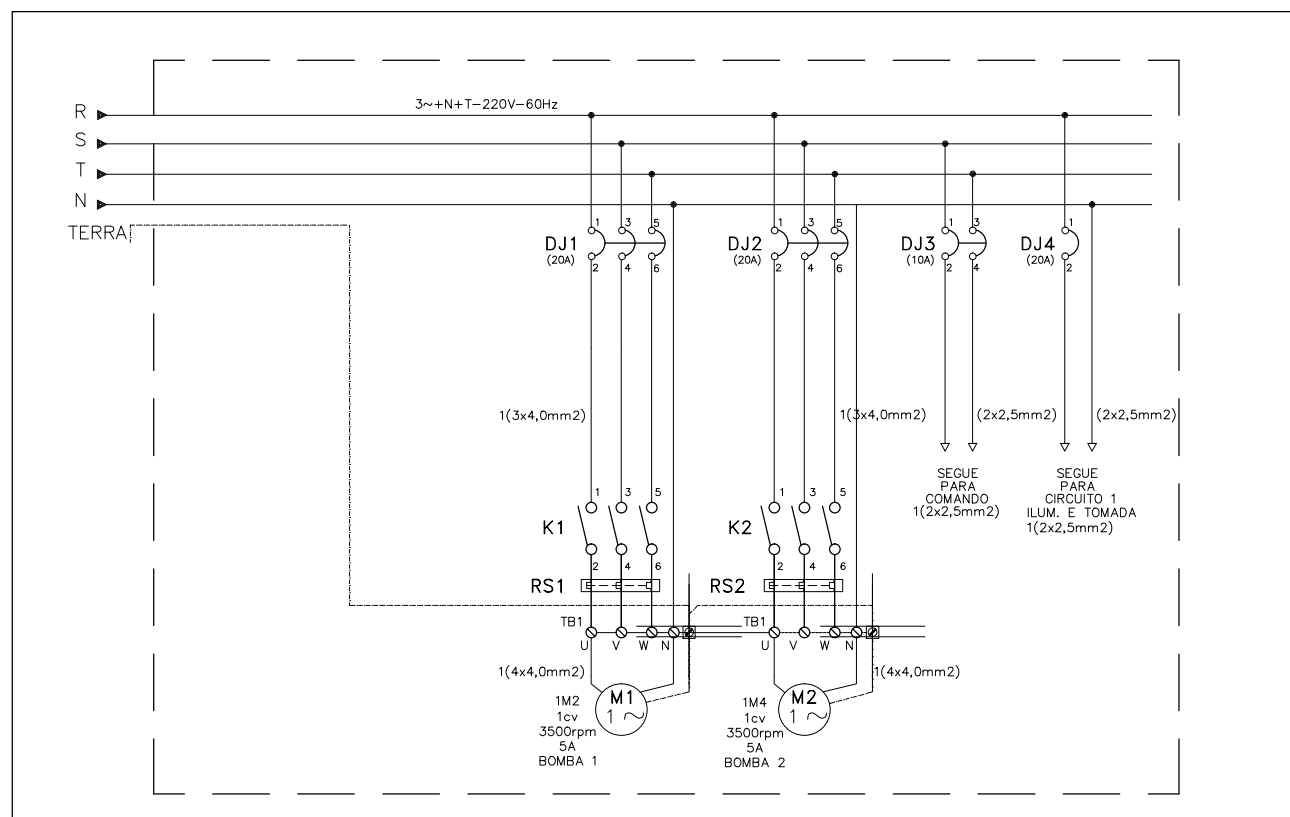 3~+N+T-220V-60Hz
R
S
T
N
TERRA
1 3 5
DJ1
(20A)
2 4 6
1 3 5
DJ2
(20A)
2 4 6
1 3
DJ3
(10A)
2 4
1
DJ4
(20A)
2
1(3x4,0mm2)
1(3x4,0mm2)
(2x2,5mm2)
(2x2,5mm2)
SEGUE
PARA
COMANDO
1(2x2,5mm2)
SEGUE
PARA
CIRCUITO 1
ILUM. E TOMADA
1(2x2,5mm2)
1 3 5
K1
2 4 6
1 3 5
K2
2 4 6
RS1
RS2
TB1
U V W N
TB1
U V W N
1(4x4,0mm2)
1(4x4,0mm2)
M1
1 ~
1M2
1cv
3500rpm
5A
BOMBA 1
M2
1 ~
1M4
1cv
3500rpm
5A
BOMBA 2